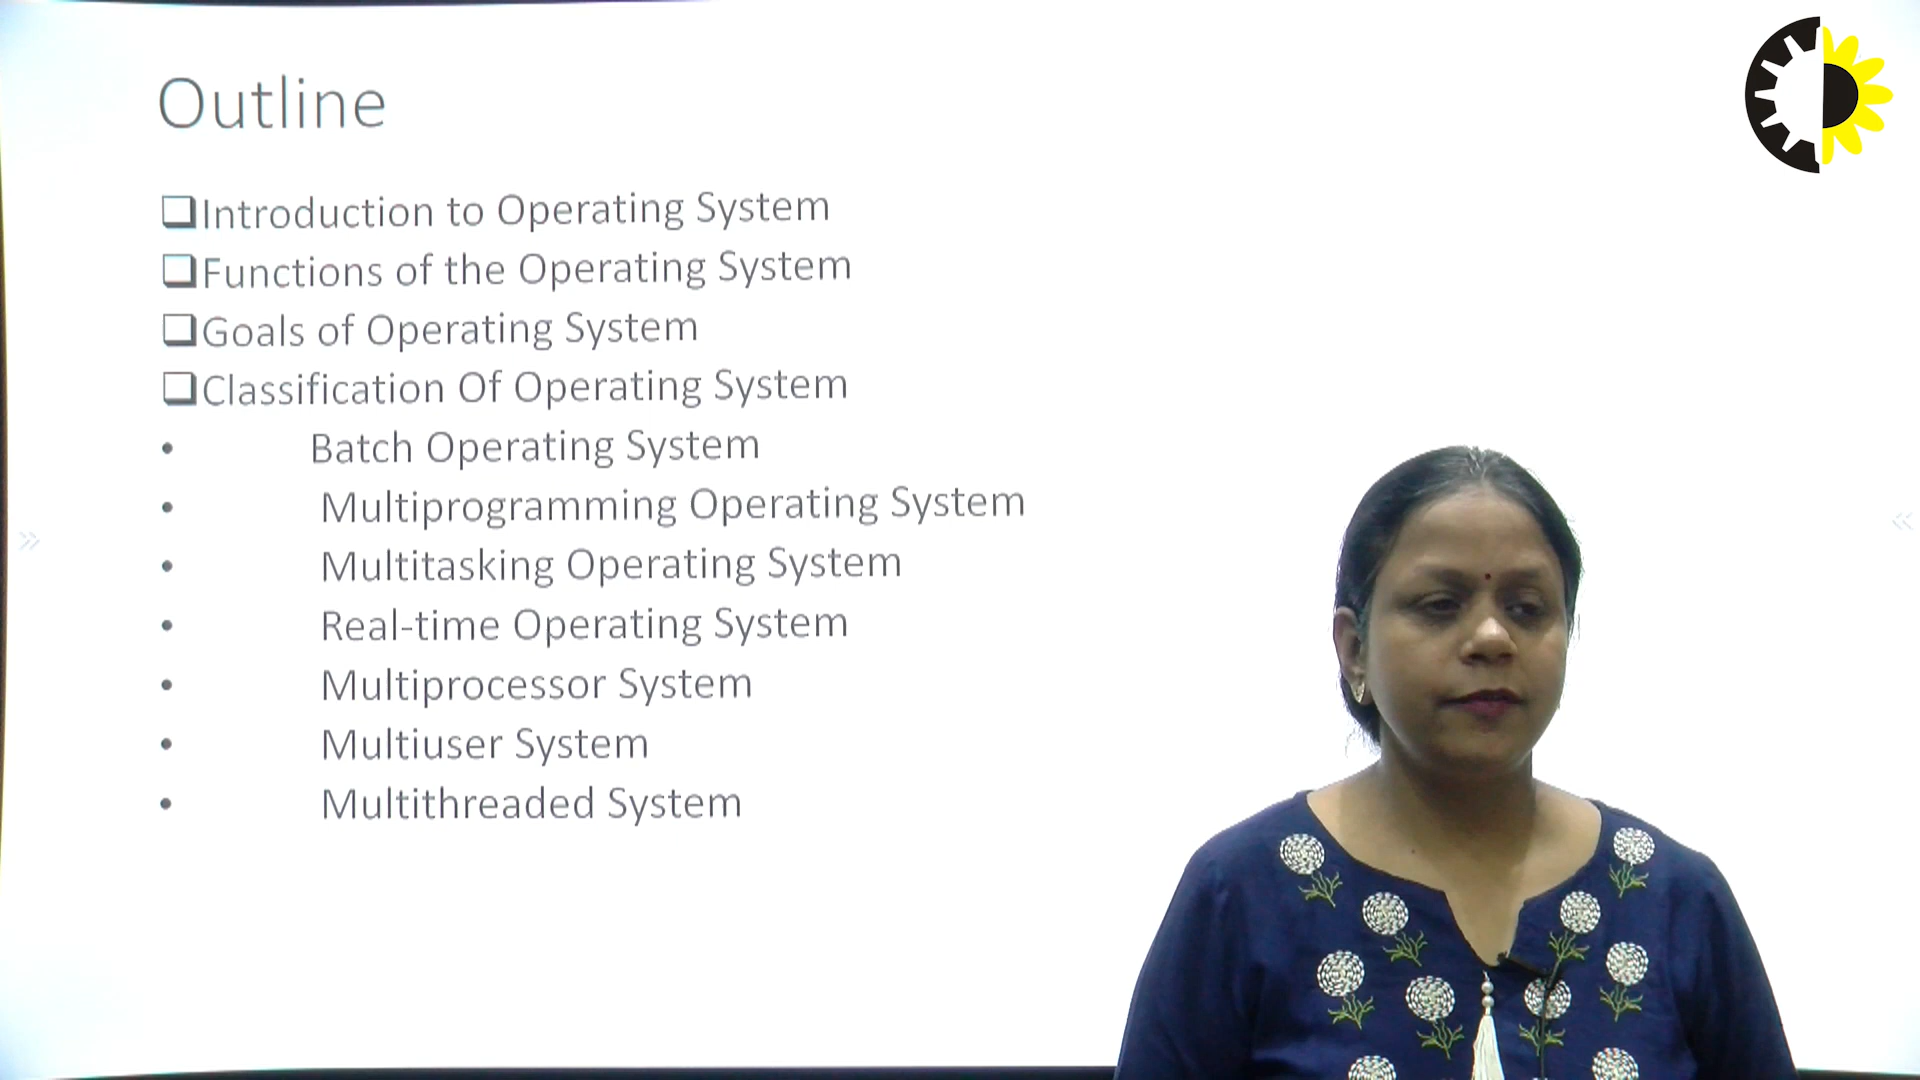 Outline
Introduction to Operating System
Functions of the Operating System
Goals of Operating System
Classification Of Operating System
• Batch Operating System
• Multiprogramming Operating System
• Multitasking Operating System
• Real-time Operating System
• Multiprocessor System
• Multiuser System
• Multithreaded System